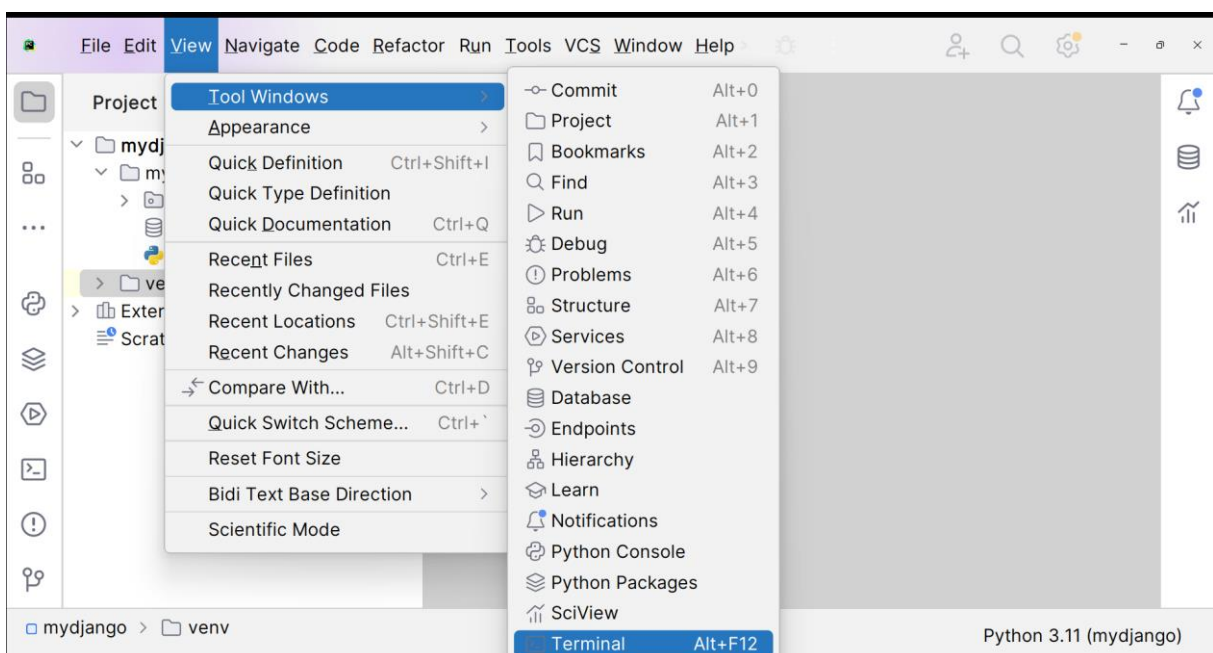 File Edit View Navigate Code Refactor Run Tools VCS Window Help
Project
mydj
my
ve
Exter
Scrat
Tool Windows
Appearance
Quick Definition Ctrl+Shift+I
Quick Type Definition
Quick Documentation Ctrl+Q
Recent Files Ctrl+E
Recently Changed Files
Recent Locations Ctrl+Shift+E
Recent Changes Alt+Shift+C
Compare With... Ctrl+D
Quick Switch Scheme... Ctrl+`
Reset Font Size
Bidi Text Base Direction
Scientific Mode
Commit Alt+0
Project Alt+1
Bookmarks Alt+2
Find Alt+3
Run Alt+4
Debug Alt+5
Problems Alt+6
Structure Alt+7
Services Alt+8
Version Control Alt+9
Database
Endpoints
Hierarchy
Learn
Notifications
Python Console
Python Packages
SciView
Terminal Alt+F12
mydjango > venv
Python 3.11 (mydjango)